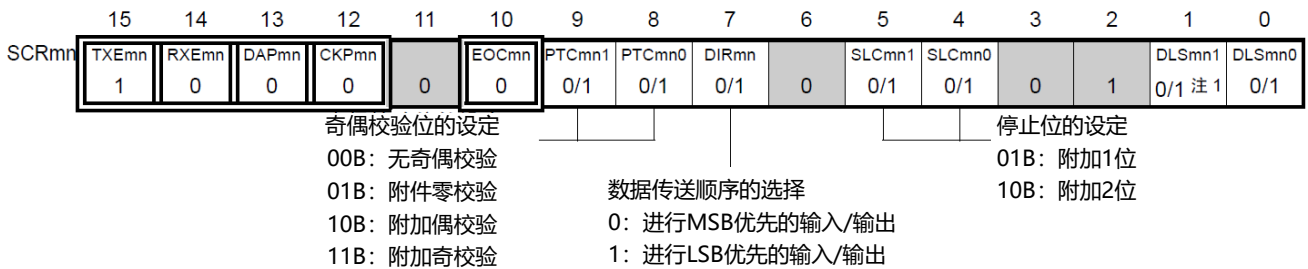 15 14 13 12 11 10 9 8 7 6 5 4 3 2 1 0
SCRmn TXEmn RXEmn DAPmn CKPmn EOCmn PTCmn1 PTCmn0 DIRmn SLCmn1 SLCmn0 DLSmn1 DLSmn0
1 0 0 0 0 0 0/1 0/1 0/1 0 0/1 0/1 0 1 0/1 注 1 0/1
奇偶校验位的设定
00B：无奇偶校验
01B：附件零校验
10B：附加偶校验
11B：附加奇校验
数据传送顺序的选择
0：进行MSB优先的输入/输出
1：进行LSB优先的输入/输出
停止位的设定
01B：附加1位
10B：附加2位